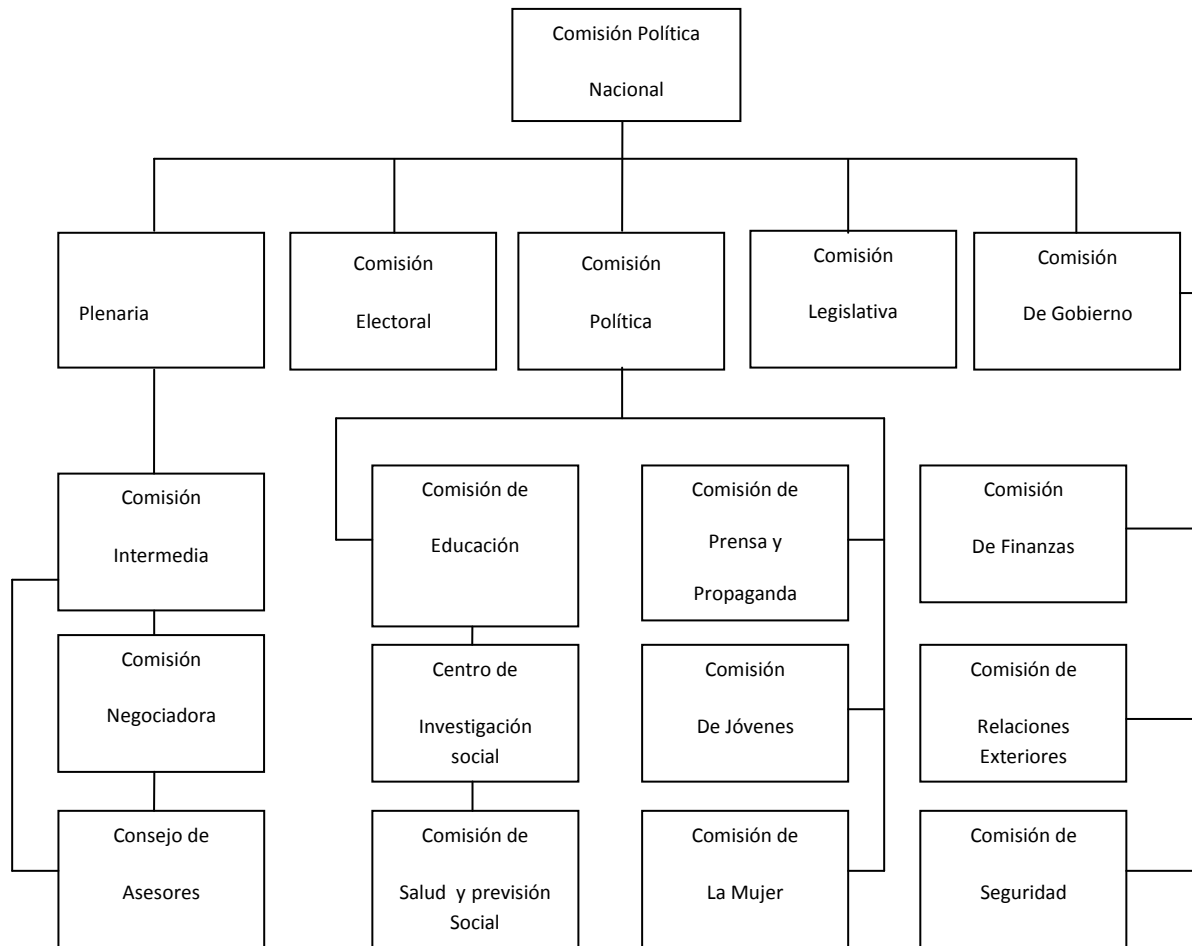 Comisión Política
Nacional
Plenaria
Comisión
Electoral
Comisión
Política
Comisión
Legislativa
Comisión
De Gobierno
Comisión
Intermedia
Comisión de
Educación
Comisión de
Prensa y
Propaganda
Comisión
De Finanzas
Comisión
Negociadora
Centro de
Investigación
social
Comisión
De Jóvenes
Comisión de
Relaciones
Exteriores
Consejo de
Asesores
Comisión de
Salud y previsión
Social
Comisión de
La Mujer
Comisión de
Seguridad